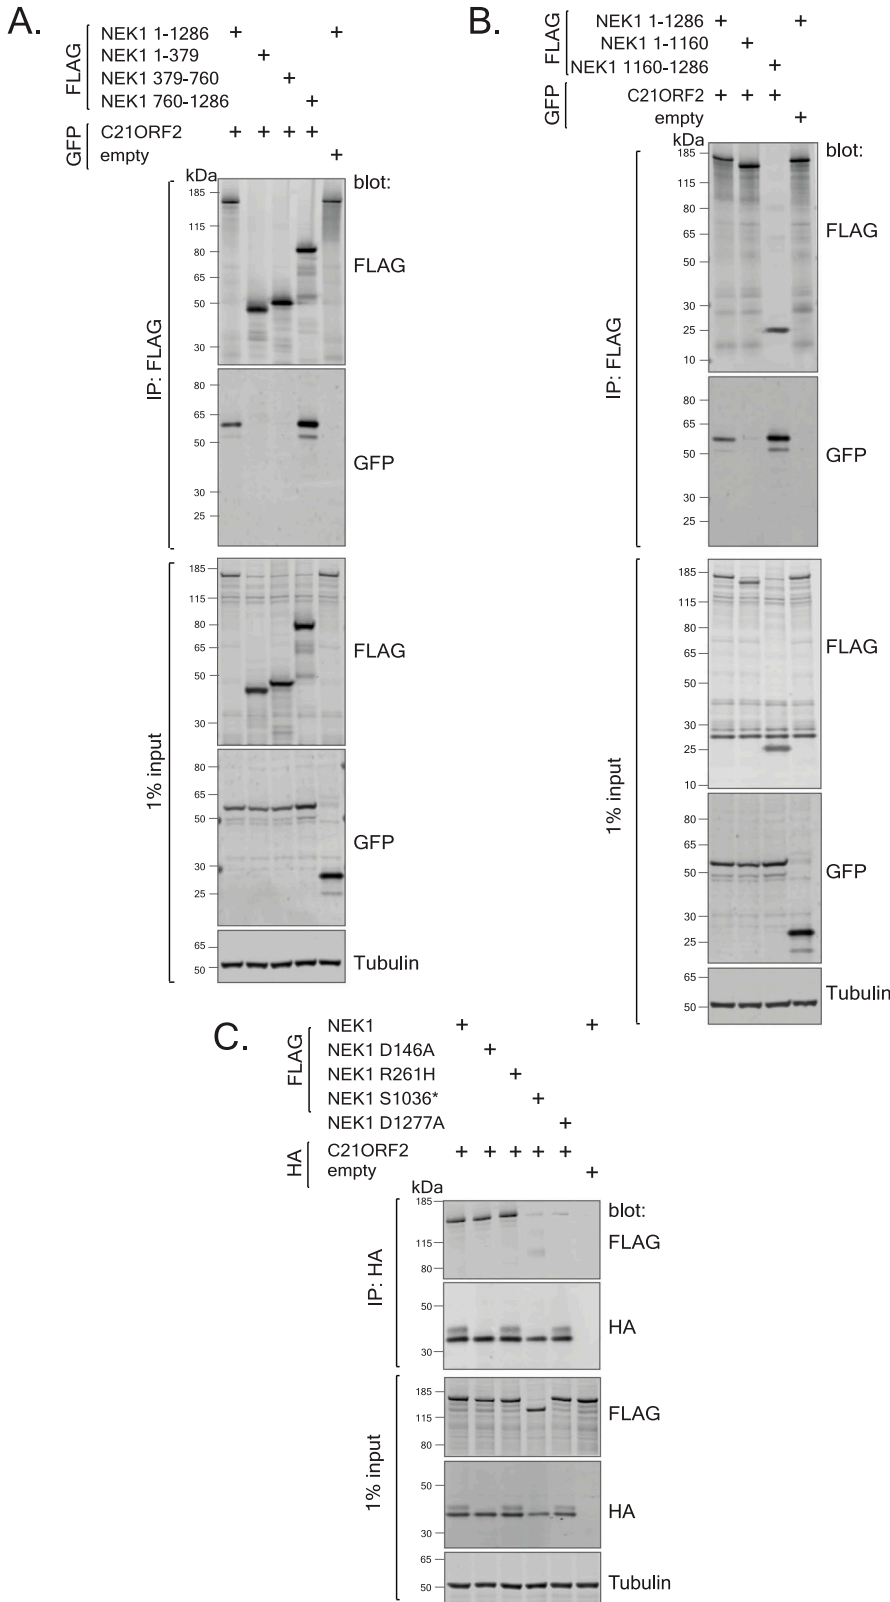 A.
FLAG
NEK1 1-1286 + +
NEK1 1-379 +
NEK1 379-760 +
NEK1 760-1286 +
GFP
C21ORF2 + + + +
empty +
kDa
blot:
IP: FLAG
185
115
80
65
50
30
FLAG
80
65
50
30
25
GFP
1% input
185
115
80
65
50
30
FLAG
80
65
50
30
25
GFP
65
50
Tubulin
B.
FLAG
NEK1 1-1286 + +
NEK1 1-1160 +
NEK1 1160-1286 +
GFP
C21ORF2 + + +
empty +
kDa
blot:
IP: FLAG
185
115
80
65
50
30
25
10
FLAG
80
65
50
30
25
GFP
1% input
185
115
80
65
50
30
25
10
FLAG
80
65
50
30
25
GFP
65
50
Tubulin
C.
FLAG
NEK1 + +
NEK1 D146A +
NEK1 R261H +
NEK1 S1036* +
NEK1 D1277A +
HA
C21ORF2 + + + + +
empty +
kDa
blot:
IP: HA
185
115
80
FLAG
50
30
HA
1% input
185
115
80
FLAG
50
30
HA
65
50
Tubulin